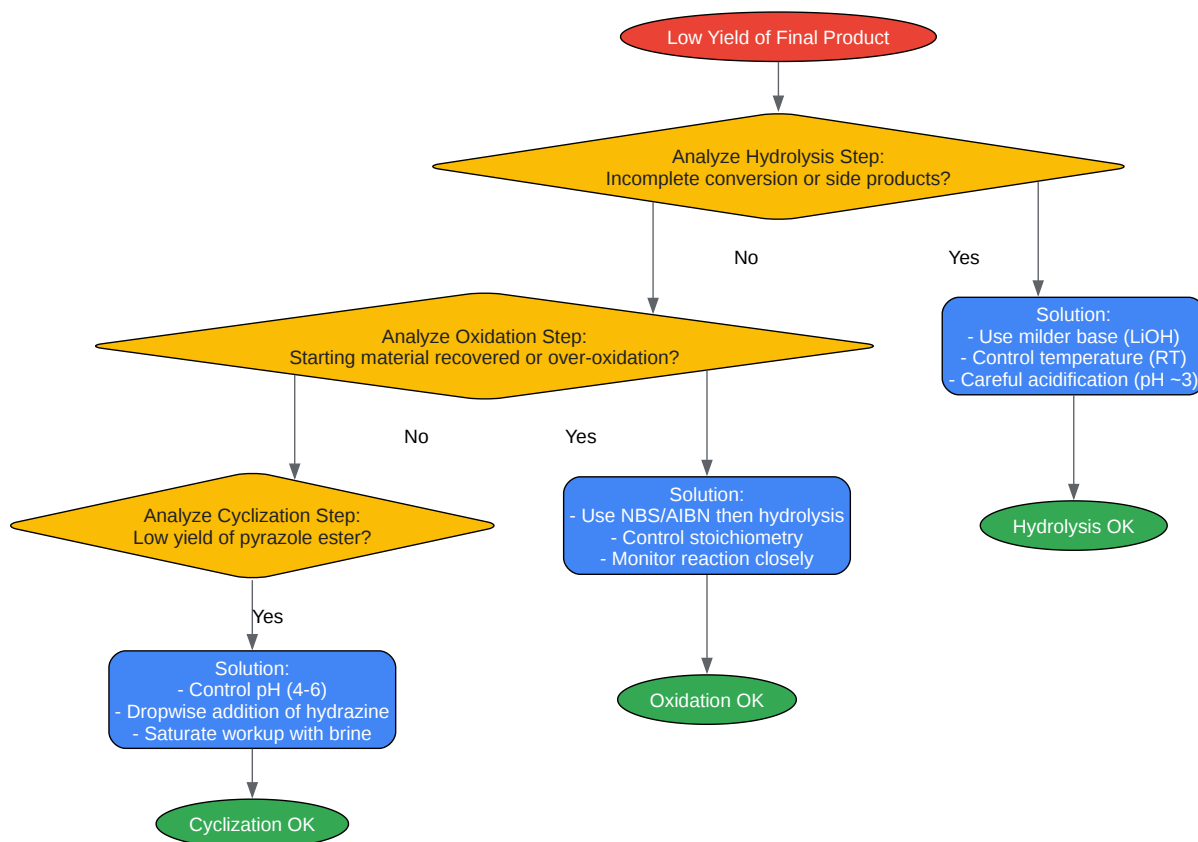 Low Yield of Final Product
Analyze Hydrolysis Step:
Incomplete conversion or side products?
No
Yes
Analyze Oxidation Step:
Starting material recovered or over-oxidation?
Solution:
- Use milder base (LiOH)
- Control temperature (RT)
- Careful acidification (pH ~3)
No
Yes
Analyze Cyclization Step:
Low yield of pyrazole ester?
Solution:
- Use NBS/AIBN then hydrolysis
- Control stoichiometry
- Monitor reaction closely
Hydrolysis OK
Yes
Solution:
- Control pH (4-6)
- Dropwise addition of hydrazine
- Saturate workup with brine
Oxidation OK
Cyclization OK